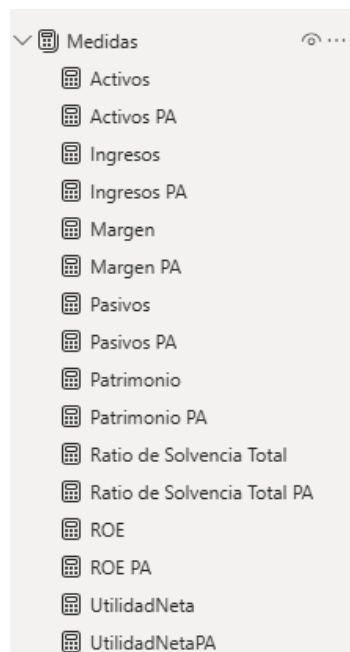 Medidas
Activos
Activos PA
Ingresos
Ingresos PA
Margen
Margen PA
Pasivos
Pasivos PA
Patrimonio
Patrimonio PA
Ratio de Solvencia Total
Ratio de Solvencia Total PA
ROE
ROE PA
UtilidadNeta
UtilidadNetaPA